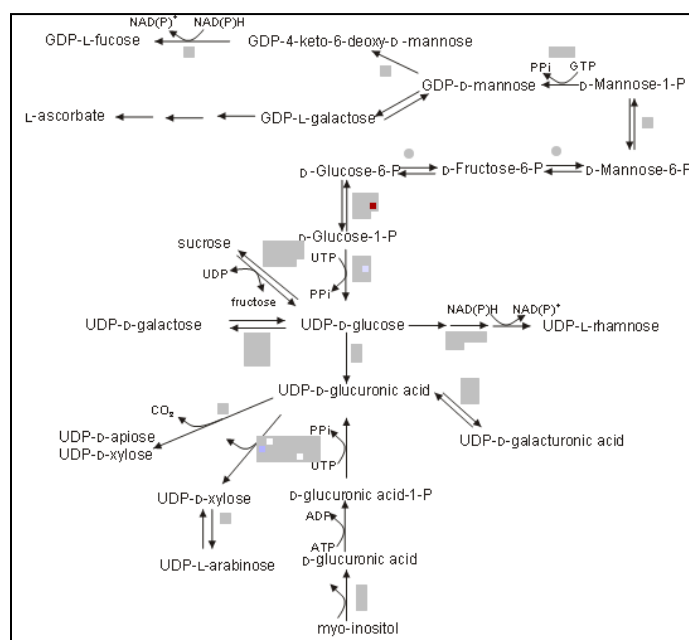 NAD(P)⁺ NAD(P)H
GDP-L-fucose GDP-4-keto-6-deoxy-D -mannose
PPi GTP
GDP-D-mannose D-Mannose-1-P
L-ascorbate GDP-L-galactose
D-Glucose-6-P D-Fructose-6-P D-Mannose-6-P
D-Glucose-1-P
sucrose UTP
UDP PPi
fructose NAD(P)H NAD(P)⁺
UDP-D-galactose UDP-D-glucose UDP-L-rhamnose
UDP-D-glucuronic acid
CO₂
PPi
UDP-D-apiose UDP-D-galacturonic acid
UDP-D-xylose
UTP
UDP-D-xylose D-glucuronic acid-1-P
ADP
ATP
UDP-L-arabinose D-glucuronic acid
myo-inositol